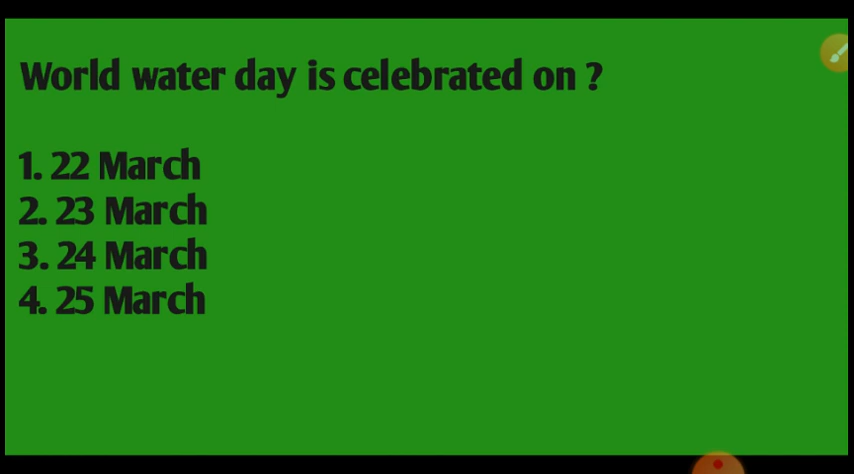 World water day is celebrated on ?
1. 22 March
2. 23 March
3. 24 March
4. 25 March